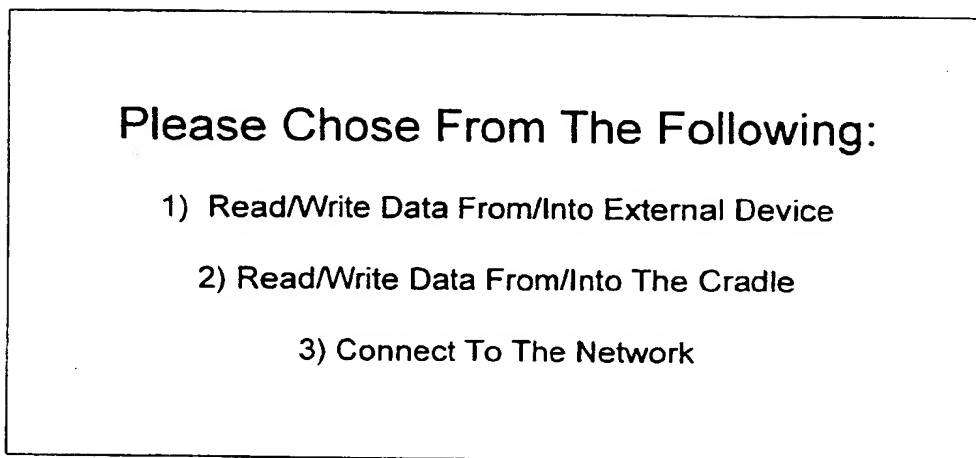 Please Chose From The Following:
1) Read/Write Data From/Into External Device
2) Read/Write Data From/Into The Cradle
3) Connect To The Network